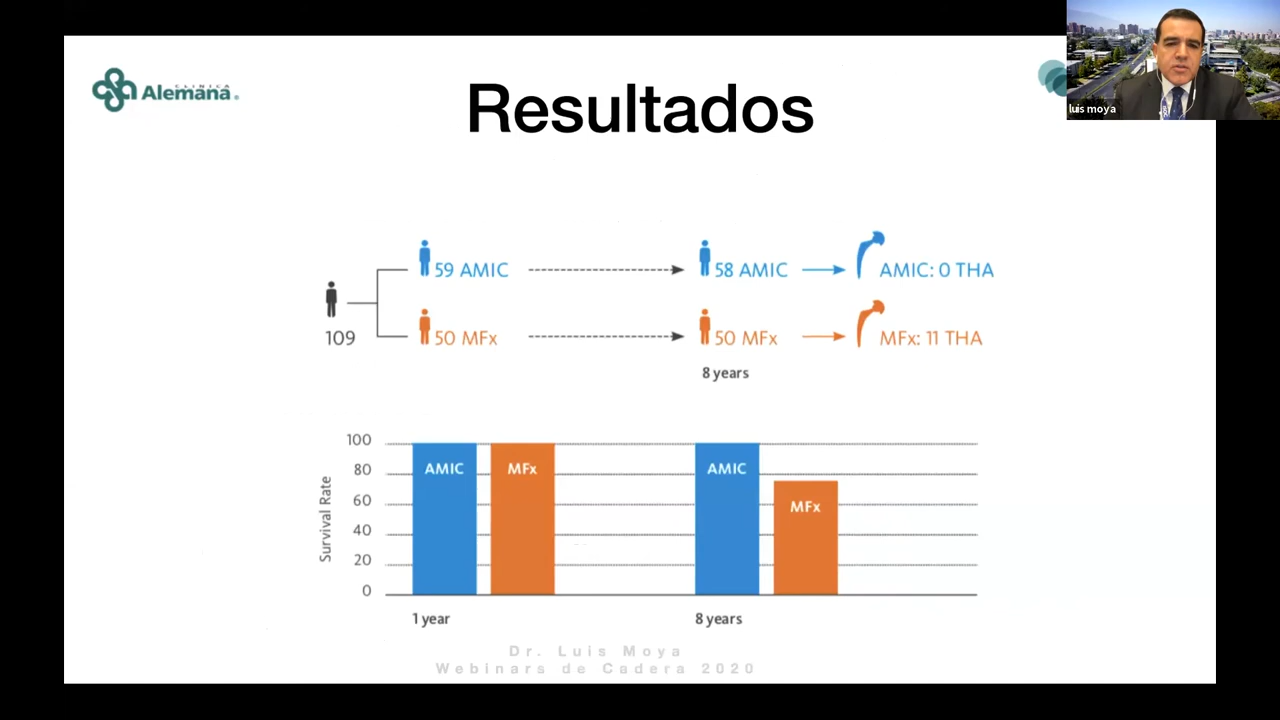 CLINICA
Alemana®
Resultados
luis moya
59 AMIC
58 AMIC
AMIC: 0 THA
109
50 MFx
50 MFx
MFx: 11 THA
8 years
Survival Rate
100
80
60
40
20
0
AMIC
MFx
AMIC
MFx
1 year
8 years
Dr. Luis Moya
Webinars de Cadera 2020